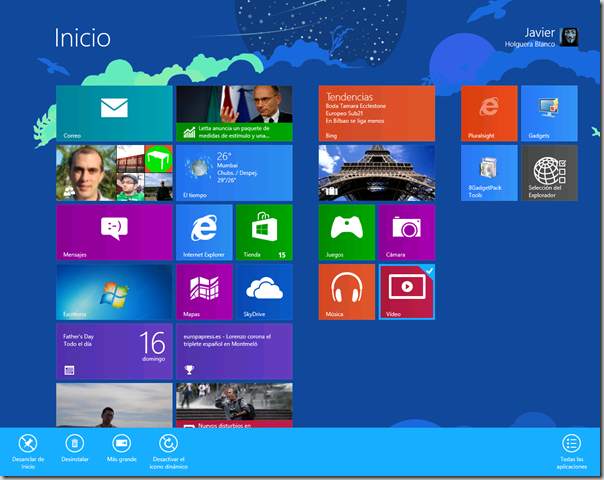 Inicio
Javier
Holguera Blanco
Correo
Letta anuncia un paquete de
medidas de estímulo y una...
Tendencias
Boda Tamara Ecclestone
Europeo Sub21
En Bilbao se liga menos
Bing
Pluralsight
Gadgets
26°
Mumbai
Chubs. / Despej.
29°/26°
El tiempo
8GadgetPack
Tools
Selección del
Explorador
Mensajes
Internet Explorer
Tienda
15
Juegos
Cámara
Escritorio
Mapas
SkyDrive
Música
Vídeo
Father's Day
Todo el día
16
domingo
europapress.es - Lorenzo corona el
triplete español en Montmeló
Nuevos disturbios en
Desanclar de
Inicio
Desinstalar
Más grande
Desactivar el
icono dinámico
Todas las
aplicaciones